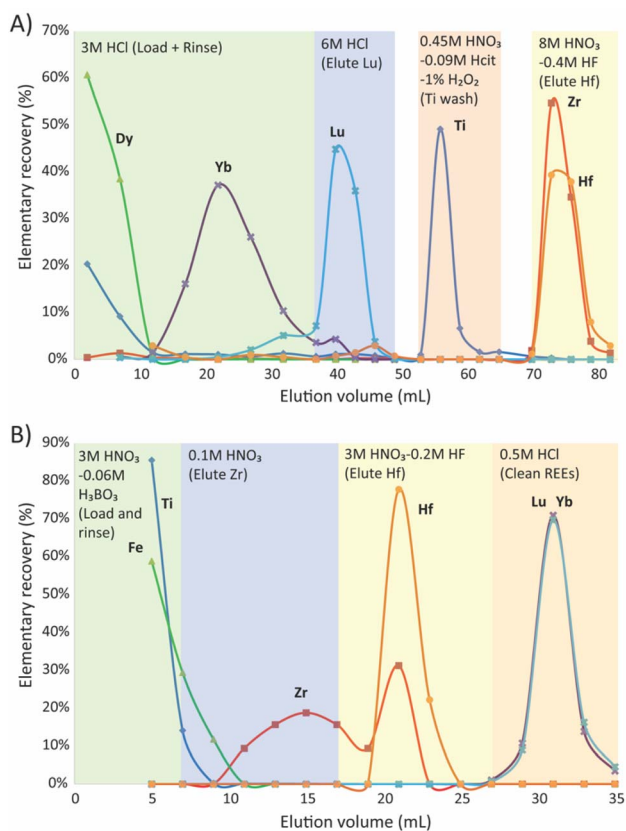 A)
70%
60%
50%
40%
30%
20%
10%
0%
Elementary recovery (%)
3M HCl (Load + Rinse)
6M HCl
(Elute Lu)
0.45M HNO₃
-0.09M Hcit
-1% H₂O₂
(Ti wash)
8M HNO₃
-0.4M HF
(Elute Hf)
Dy
Yb
Lu
Ti
Zr
Hf
0 10 20 30 40 50 60 70 80
Elution volume (mL)
B)
90%
80%
70%
60%
50%
40%
30%
20%
10%
0%
Elementary recovery (%)
3M HNO₃
-0.06M
H₃BO₃
(Load and
rinse)
0.1M HNO₃
(Elute Zr)
3M HNO₃-0.2M HF
(Elute Hf)
0.5M HCl
(Clean REEs)
Ti
Fe
Zr
Hf
Lu Yb
0 5 10 15 20 25 30 35
Elution volume (mL)